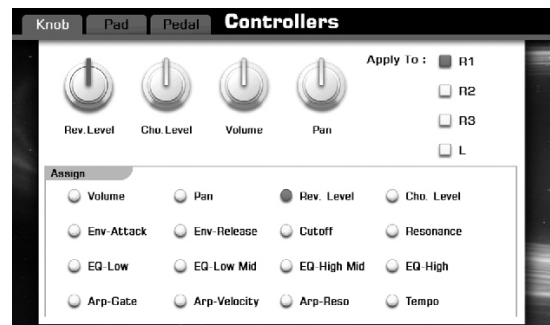 Knob Pad Pedal Controllers
Apply To : R1
R2
R3
L
Rev.Level Cho.Level Volume Pan
Assign
Volume Pan Rev. Level Cho. Level
Env-Attack Env-Release Cutoff Resonance
EQ-Low EQ-Low Mid EQ-High Mid EQ-High
Arp-Gate Arp-Velocity Arp-Reso Tempo